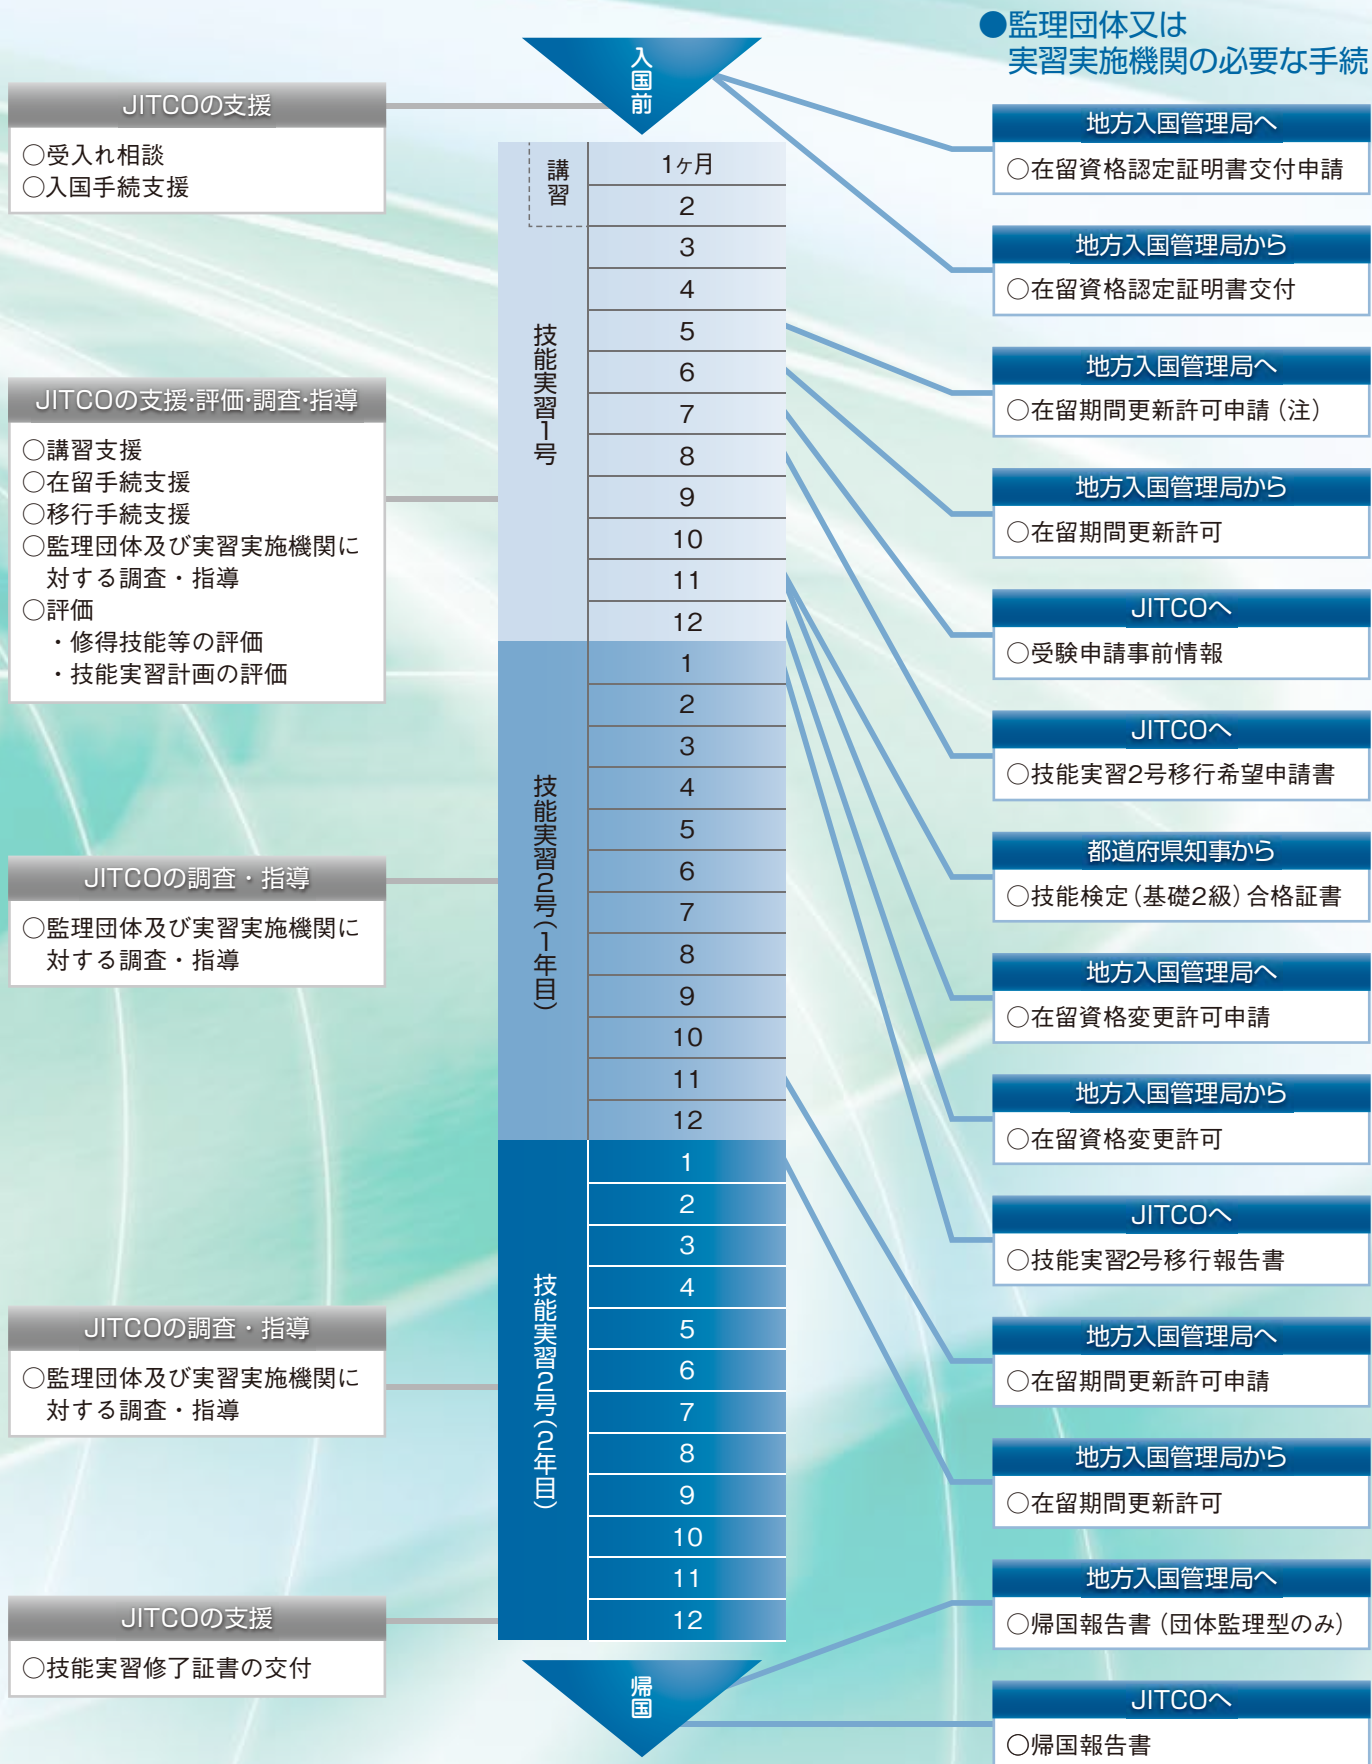 ●監理団体又は
実習実施機関の必要な手続
入国前
JITCOの支援
○受入れ相談
○入国手続支援
JITCOの支援・評価・調査・指導
○講習支援
○在留手続支援
○移行手続支援
○監理団体及び実習実施機関に
対する調査・指導
○評価
・修得技能等の評価
・技能実習計画の評価
JITCOの調査・指導
○監理団体及び実習実施機関に
対する調査・指導
JITCOの調査・指導
○監理団体及び実習実施機関に
対する調査・指導
JITCOの支援
○技能実習修了証書の交付
講習
技能実習1号
1ヶ月
2
3
4
5
6
7
8
9
10
11
12
技能実習2号(1年目)
1
2
3
4
5
6
7
8
9
10
11
12
技能実習2号(2年目)
1
2
3
4
5
6
7
8
9
10
11
12
帰国
地方入国管理局へ
○在留資格認定証明書交付申請
地方入国管理局から
○在留資格認定証明書交付
地方入国管理局へ
○在留期間更新許可申請(注)
地方入国管理局から
○在留期間更新許可
JITCOへ
○受験申請事前情報
JITCOへ
○技能実習2号移行希望申請書
都道府県知事から
○技能検定(基礎2級)合格証書
地方入国管理局へ
○在留資格変更許可申請
地方入国管理局から
○在留資格変更許可
JITCOへ
○技能実習2号移行報告書
地方入国管理局へ
○在留期間更新許可申請
地方入国管理局から
○在留期間更新許可
地方入国管理局へ
○帰国報告書(団体監理型のみ)
JITCOへ
○帰国報告書